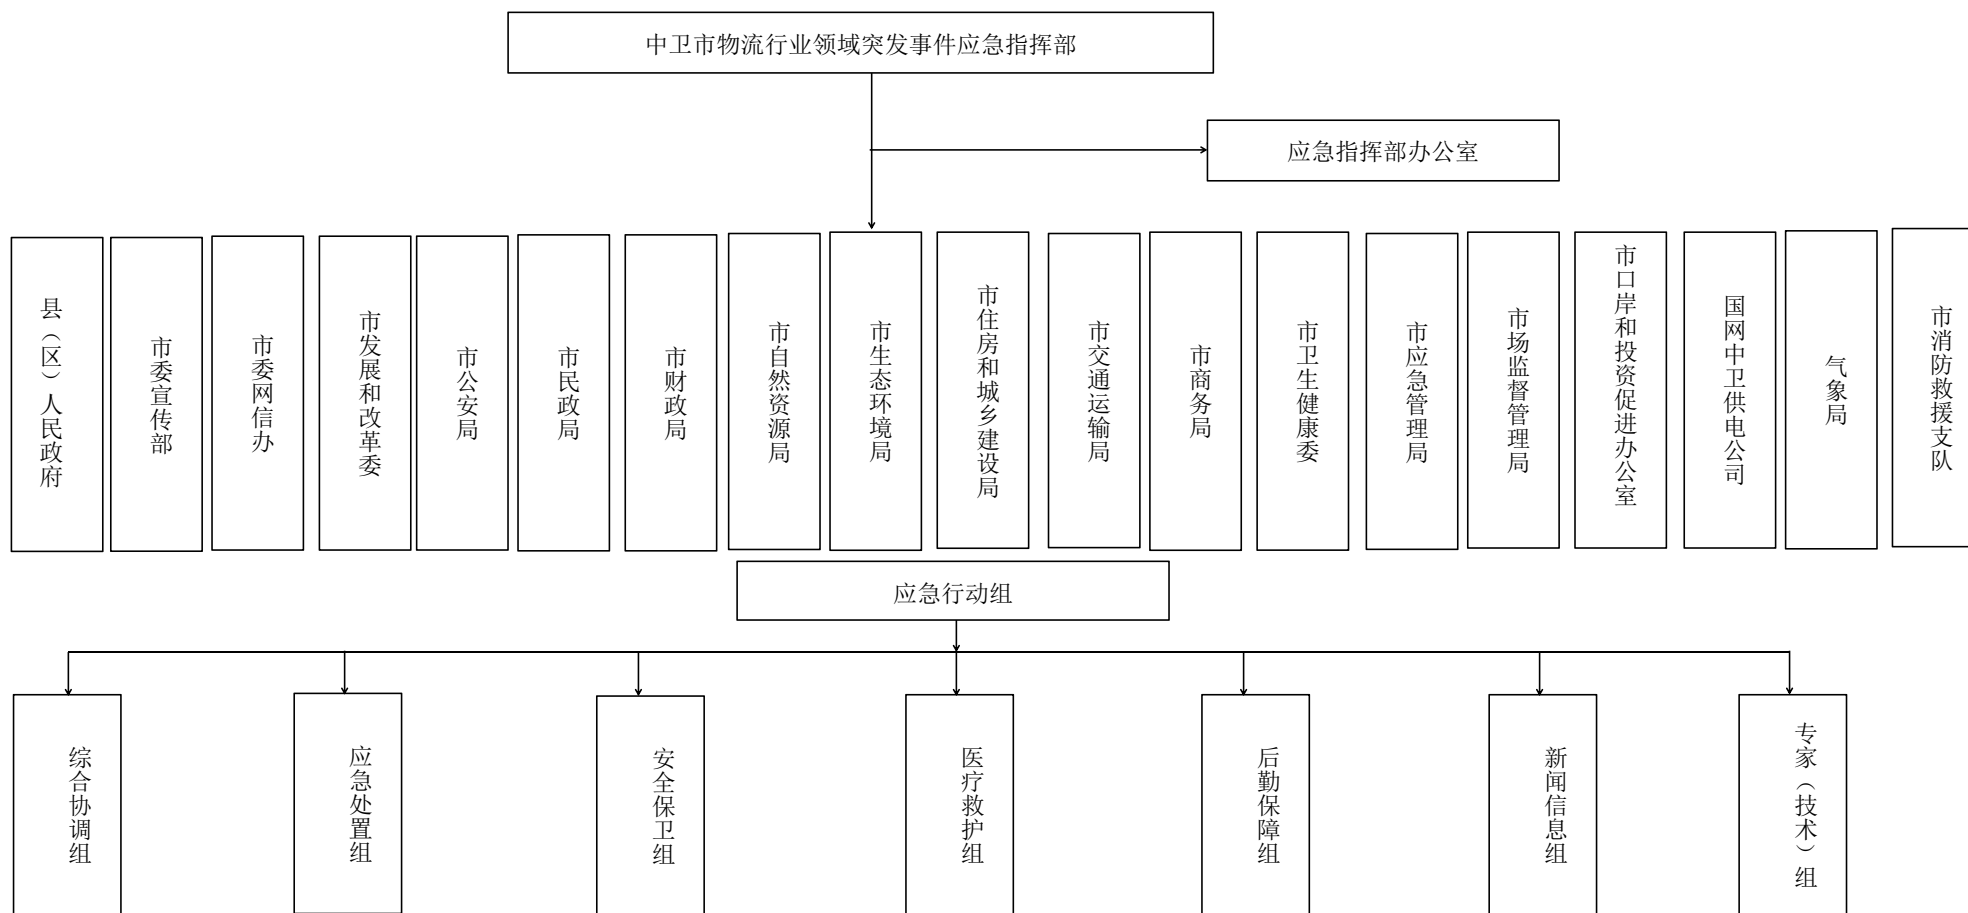 中卫市物流行业领域突发事件应急指挥部
应急指挥部办公室
县（区）人民政府
市委宣传部
市委网信办
市发展和改革委
市公安局
市民政局
市财政局
市自然资源局
市生态环境局
市住房和城乡建设局
市交通运输局
市商务局
市卫生健康委
市应急管理局
市场监督管理局
市口岸和投资促进办公室
国网中卫供电公司
气象局
市消防救援支队
应急行动组
综合协调组
应急处置组
安全保卫组
医疗救护组
后勤保障组
新闻信息组
专家（技术）组